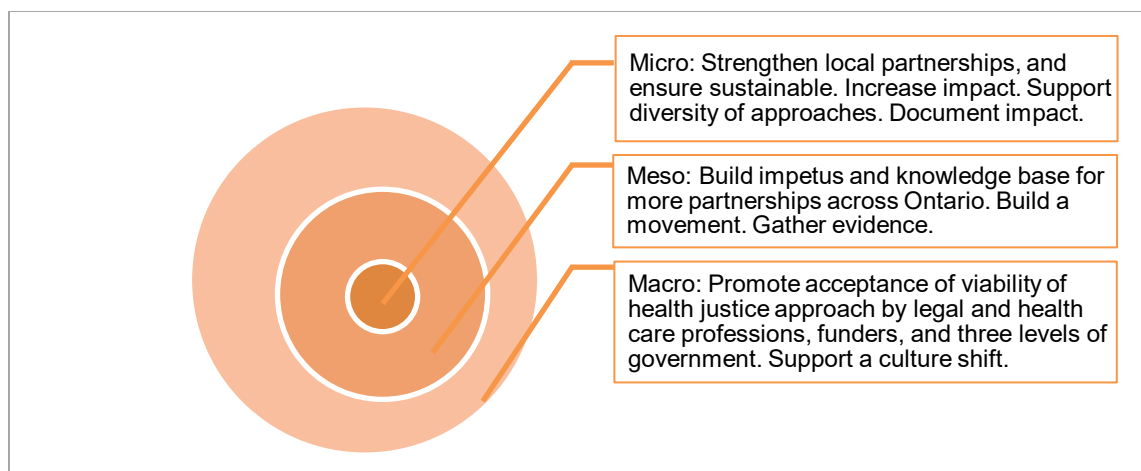 Micro: Strengthen local partnerships, and
ensure sustainable. Increase impact. Support
diversity of approaches. Document impact.
Meso: Build impetus and knowledge base for
more partnerships across Ontario. Build a
movement. Gather evidence.
Macro: Promote acceptance of viability of
health justice approach by legal and health
care professions, funders, and three levels of
government. Support a culture shift.